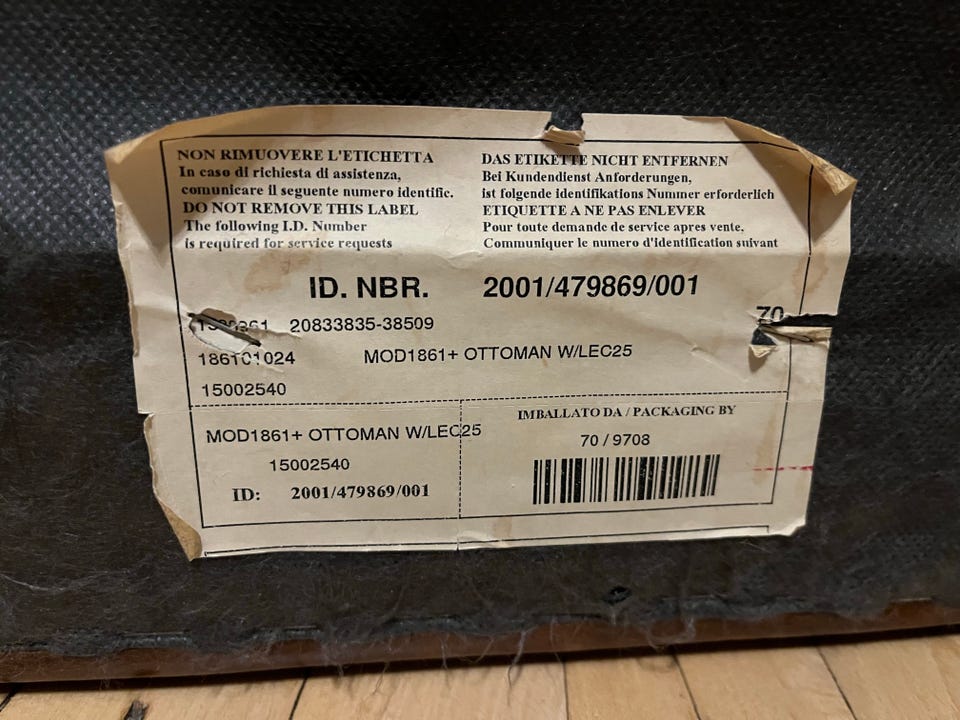 NON RIMUOVERE L'ETICHETTA
In caso di richiesta di assistenza,
comunicare il seguente numero identific.
DO NOT REMOVE THIS LABEL
The following I.D. Number
is required for service requests
DAS ETIKETTE NICHT ENTFERNEN
Bei Kundendienst Anforderungen,
ist folgende identifikations Nummer erforderlich
ETIQUETTE A NE PAS ENLEVER
Pour toute demande de service apres vente,
Communiquer le numero d'identification suivant
ID. NBR. 2001/479869/001
20833835-38509 70
186101024 MOD1861+ OTTOMAN W/LEC25
15002540
MOD1861+ OTTOMAN W/LEC25
15002540
ID: 2001/479869/001
IMBALLATO DA / PACKAGING BY
70 / 9708